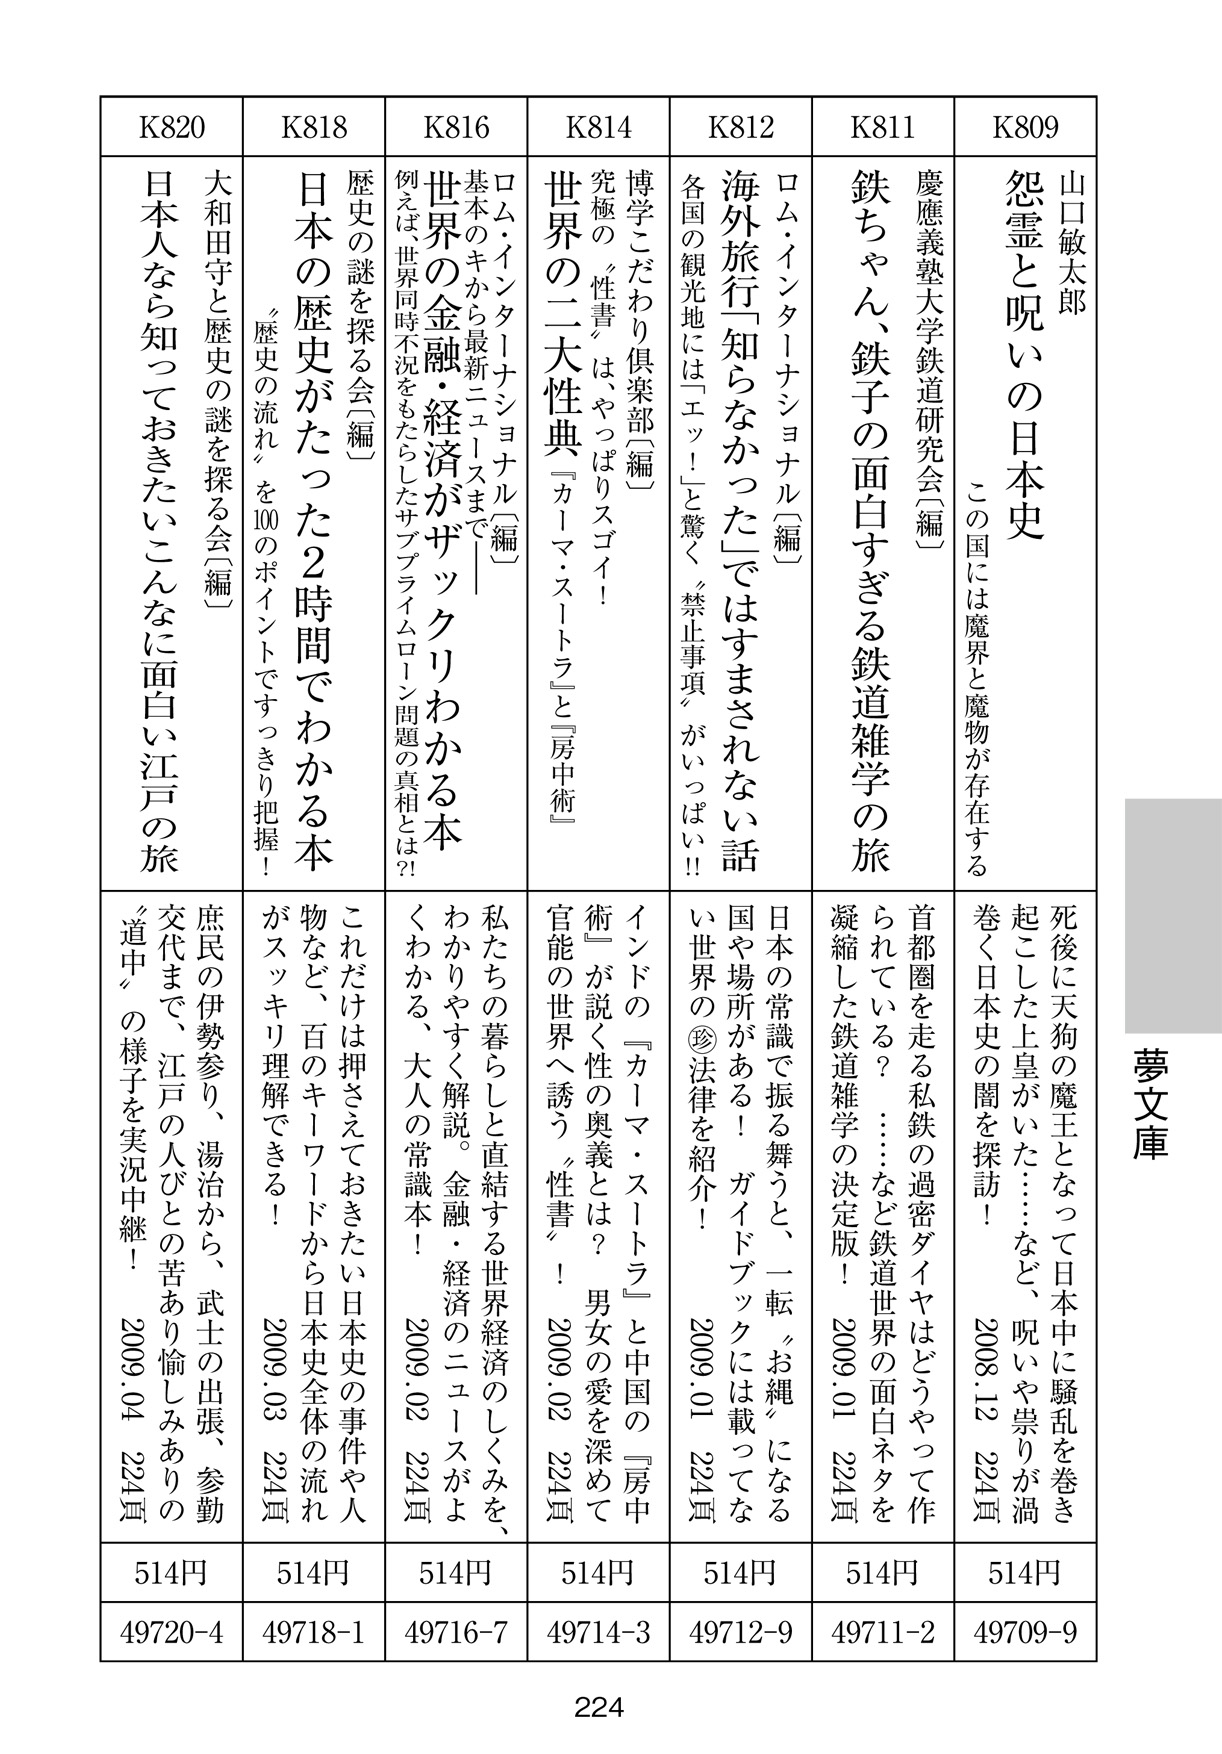 K809
山口敏太郎
怨霊と呪いの日本史
この国には魔界と魔物が存在する
死後に天狗の魔王となって日本中に騒乱を巻き
起こした上皇がいた……など、呪いや祟りが渦
巻く日本史の闇を探訪！
2008.12　224頁
514円
49709-9
K811
慶應義塾大学鉄道研究会〔編〕
鉄ちゃん、鉄子の面白すぎる鉄道雑学の旅
首都圏を走る私鉄の過密ダイヤはどうやって作
られている？　……など鉄道世界の面白ネタを
凝縮した鉄道雑学の決定版！
2009.01　224頁
514円
49711-2
K812
ロム・インターナショナル〔編〕
海外旅行「知らなかった」ではすまされない話
各国の観光地には「エッ！」と驚く〝禁止事項〟がいっぱい!!
日本の常識で振る舞うと、一転〝お縄〟になる
国や場所がある！　ガイドブックには載ってな
い世界の㊙法律を紹介！
2009.01　224頁
514円
49712-9
K814
博学こだわり倶楽部〔編〕
究極の〝性書〟は、やっぱりスゴイ！
世界の二大性典『カーマ・スートラ』と『房中術』
インドの『カーマ・スートラ』と中国の『房中
術』が説く性の奥義とは？　男女の愛を深めて
官能の世界へ誘う〝性書〟！
2009.02　224頁
514円
49714-3
K816
ロム・インターナショナル〔編〕
基本のキから最新ニュースまで――
世界の金融・経済がザックリわかる本
例えば、世界同時不況をもたらしたサブプライムローン問題の真相とは?!
私たちの暮らしと直結する世界経済のしくみを、
わかりやすく解説。金融・経済のニュースがよ
くわかる、大人の常識本！
2009.02　224頁
514円
49716-7
K818
歴史の謎を探る会〔編〕
日本の歴史がたった2時間でわかる本
〝歴史の流れ〟を100のポイントですっきり把握！
これだけは押さえておきたい日本史の事件や人
物など、百のキーワードから日本史全体の流れ
がスッキリ理解できる！
2009.03　224頁
514円
49718-1
K820
大和田守と歴史の謎を探る会〔編〕
日本人なら知っておきたいこんなに面白い江戸の旅
庶民の伊勢参り、湯治から、武士の出張、参勤
交代まで、江戸の人びとの苦あり愉しみありの
〝道中〟の様子を実況中継！
2009.04　224頁
514円
49720-4
夢文庫
224